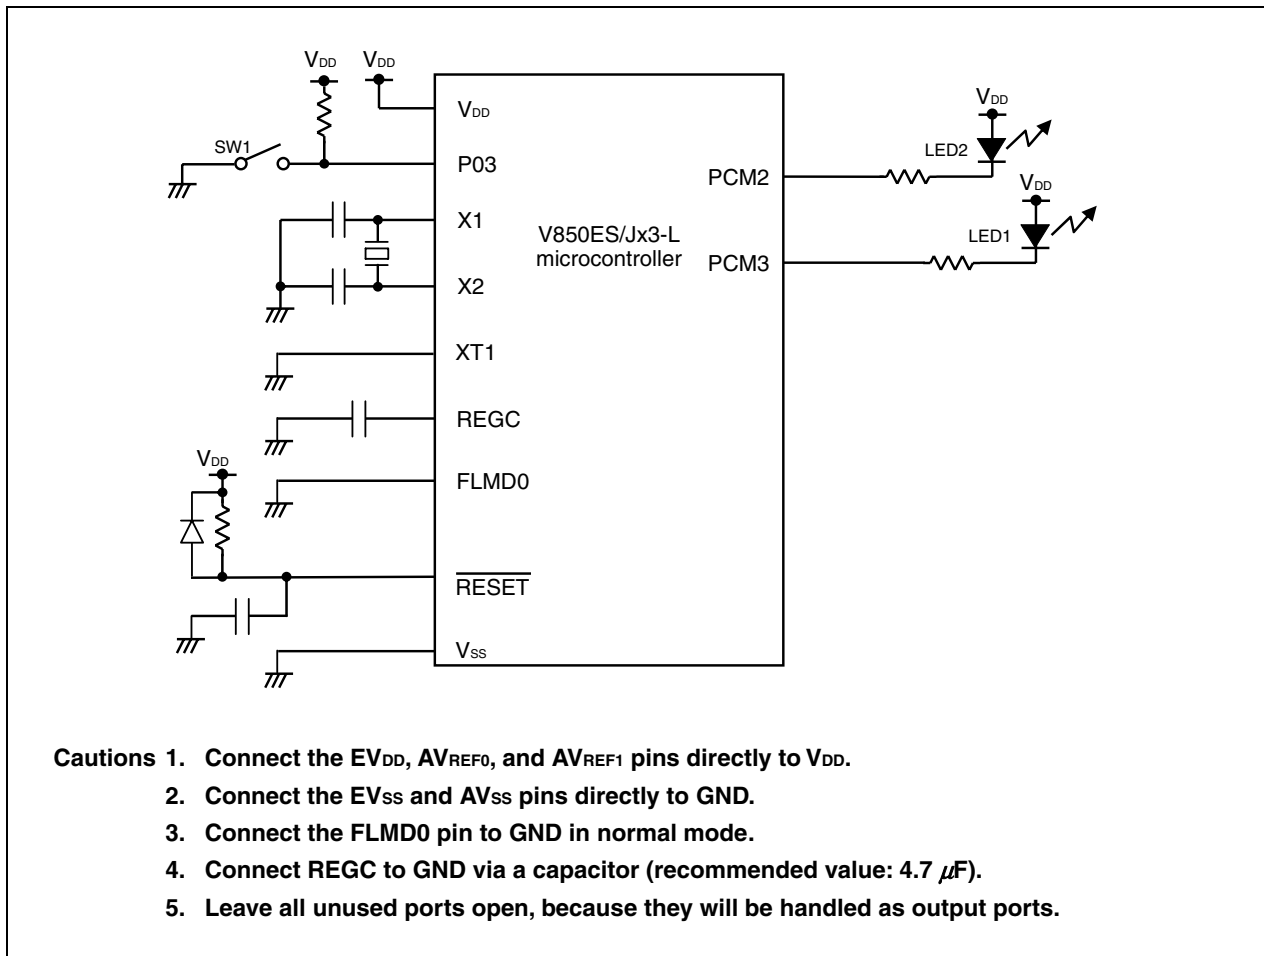 VDD
VDD
VDD
SW1
P03
VDD
LED2
PCM2
X1
VDD
V850ES/Jx3-L
microcontroller
LED1
PCM3
X2
XT1
REGC
VDD
FLMD0
RESET
VSS
Cautions 1. Connect the EVDD, AVREF0, and AVREF1 pins directly to VDD.
2. Connect the EVSS and AVSS pins directly to GND.
3. Connect the FLMD0 pin to GND in normal mode.
4. Connect REGC to GND via a capacitor (recommended value: 4.7 μF).
5. Leave all unused ports open, because they will be handled as output ports.